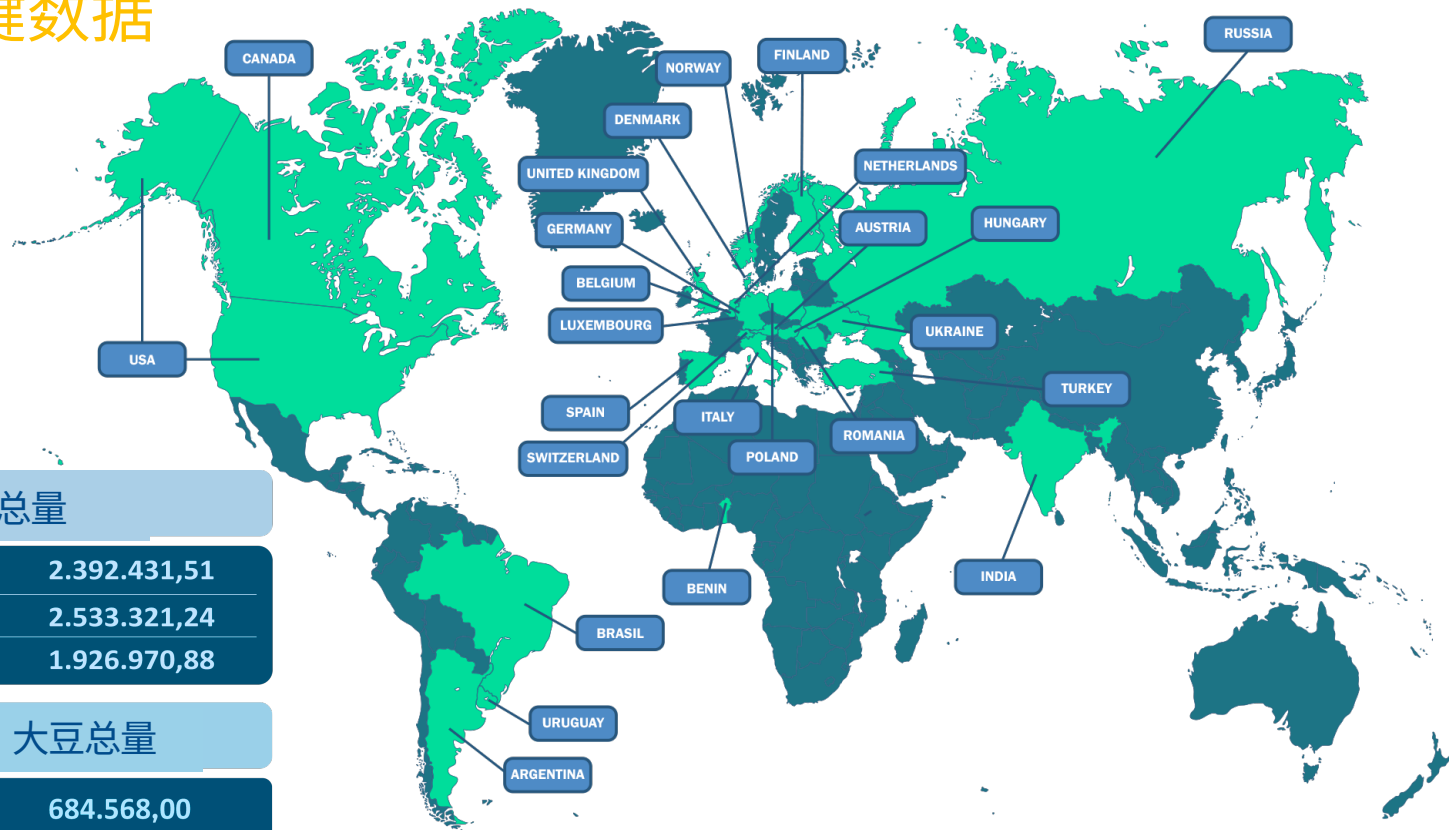 键数据
CANADA
FINLAND
RUSSIA
NORWAY
DENMARK
UNITED KINGDOM
NETHERLANDS
GERMANY
AUSTRIA
HUNGARY
BELGIUM
LUXEMBOURG
UKRAINE
USA
TURKEY
SPAIN
ITALY
ROMANIA
SWITZERLAND
POLAND
总量
2.392.431,51
2.533.321,24
1.926.970,88
BENIN
INDIA
BRASIL
URUGUAY
ARGENTINA
大豆总量
684.568,00